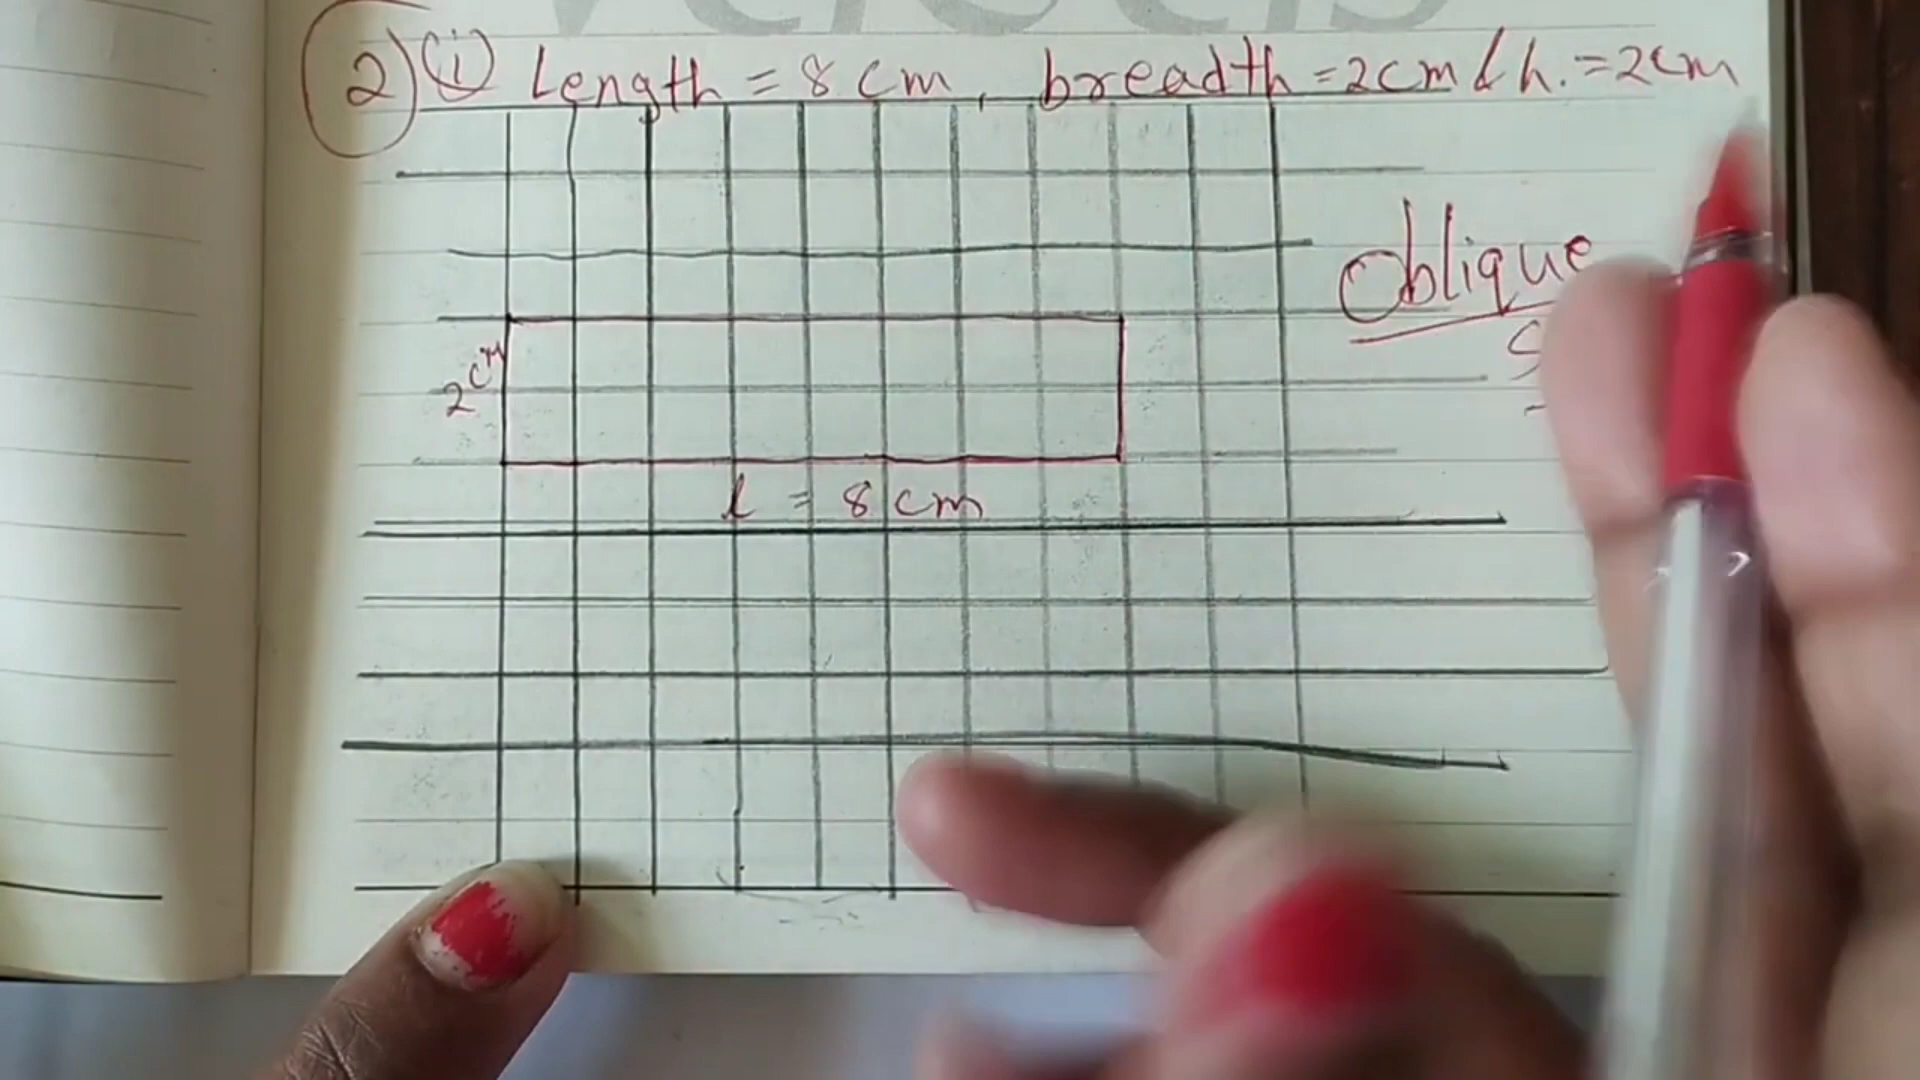 2) (i) Length = 8 cm, breadth = 2cm & h. = 2cm
Oblique
2cm
l = 8 cm